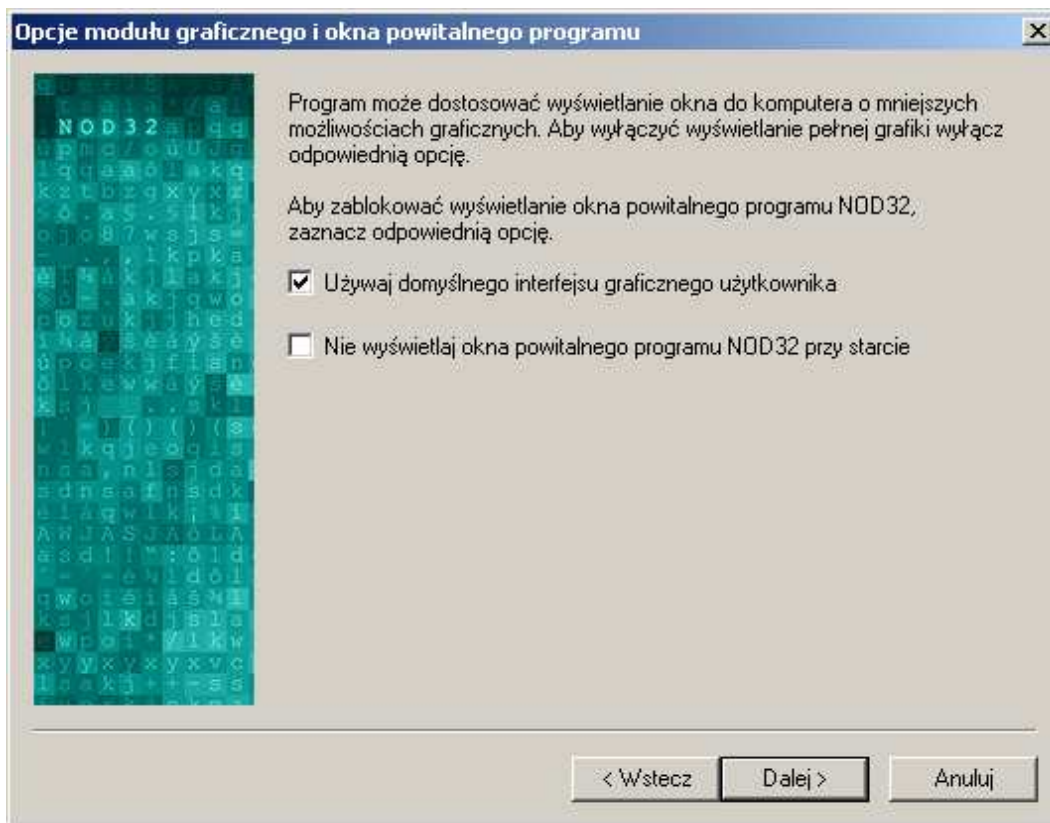 Opcje modułu graficznego i okna powitalnego programu
NOD32
Program może dostosować wyświetlanie okna do komputera o mniejszych
możliwościach graficznych. Aby wyłączyć wyświetlanie pełnej grafiki wyłącz
odpowiednią opcję.
Aby zablokować wyświetlanie okna powitalnego programu NOD32,
zaznacz odpowiednią opcję.
Używaj domyślnego interfejsu graficznego użytkownika
Nie wyświetlaj okna powitalnego programu NOD32 przy starcie
< Wstecz
Dalej >
Anuluj